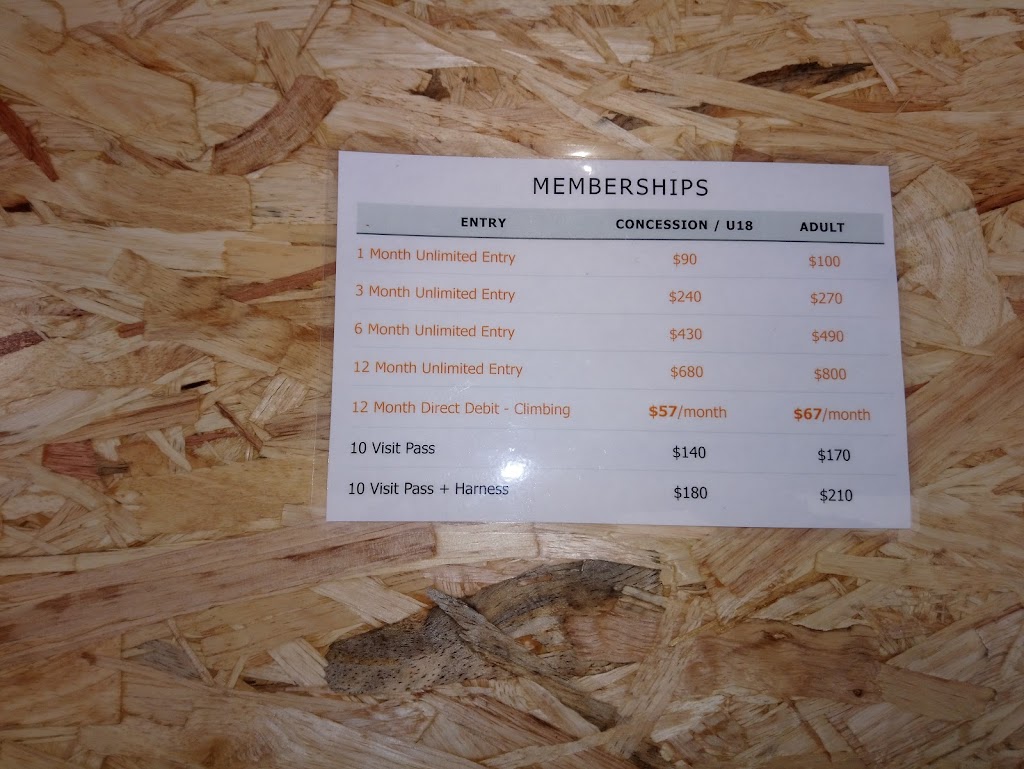 MEMBERSHIPS
ENTRY CONCESSION / U18 ADULT
1 Month Unlimited Entry $90 $100
3 Month Unlimited Entry $240 $270
6 Month Unlimited Entry $430 $490
12 Month Unlimited Entry $680 $800
12 Month Direct Debit - Climbing $57/month $67/month
10 Visit Pass $140 $170
10 Visit Pass + Harness $180 $210